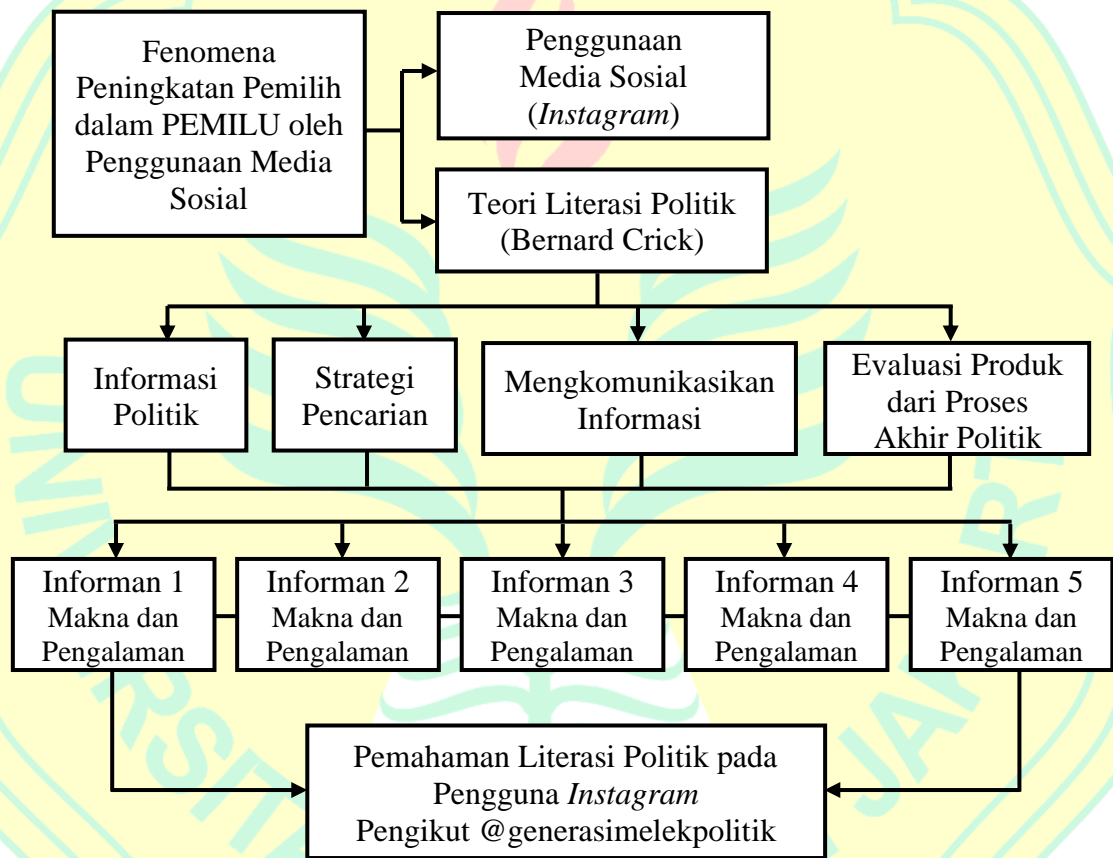 Fenomena
Peningkatan Pemilih
dalam PEMILU oleh
Penggunaan Media
Sosial
Penggunaan
Media Sosial
(Instagram)
Teori Literasi Politik
(Bernard Crick)
Informasi
Politik
Strategi
Pencarian
Mengkomunikasikan
Informasi
Evaluasi Produk
dari Proses
Akhir Politik
Informan 1
Makna dan
Pengalaman
Informan 2
Makna dan
Pengalaman
Informan 3
Makna dan
Pengalaman
Informan 4
Makna dan
Pengalaman
Informan 5
Makna dan
Pengalaman
Pemahaman Literasi Politik pada
Pengguna Instagram
Pengikut @generasimelekpolitik